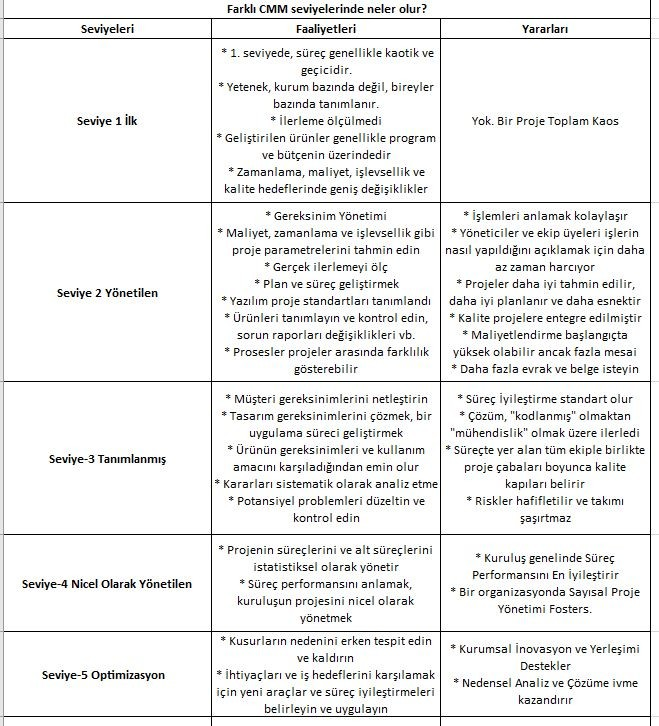 Farklı CMM seviyelerinde neler olur?
Seviyeleri
Faaliyetleri
Yararları
Seviye 1 İlk
* 1. seviyede, süreç genellikle kaotik ve
geçicidir.
* Yetenek, kurum bazında değil, bireyler
bazında tanımlanır.
* İlerleme ölçülmedi
* Geliştirilen ürünler genellikle program
ve bütçenin üzerindedir
* Zamanlama, maliyet, işlevsellik ve
kalite hedeflerinde geniş değişiklikler
Yok. Bir Proje Toplam Kaos
Seviye 2 Yönetilen
* Gereksinim Yönetimi
* Maliyet, zamanlama ve işlevsellik gibi
proje parametrelerini tahmin edin
* Gerçek ilerlemeyi ölç
* Plan ve süreç geliştirmek
* Yazılım proje standartları tanımlandı
* Ürünleri tanımlayın ve kontrol edin,
sorun raporları değişiklikleri vb.
* Prosesler projeler arasında farklılık
gösterebilir
* İşlemleri anlamak kolaylaşır
* Yöneticiler ve ekip üyeleri işlerin
nasıl yapıldığını açıklamak için daha
az zaman harcıyor
* Projeler daha iyi tahmin edilir,
daha iyi planlanır ve daha esnektir
* Kalite projelere entegre edilmiştir
* Maliyetlendirme başlangıçta
yüksek olabilir ancak fazla mesai
* Daha fazla evrak ve belge isteyin
Seviye-3 Tanımlanmış
* Müşteri gereksinimlerini netleştirin
* Tasarım gereksinimlerini çözmek, bir
uygulama süreci geliştirmek
* Ürünün gereksinimleri ve kullanım
amacını karşıladığından emin olur
* Kararları sistematik olarak analiz etme
* Potansiyel problemleri düzeltin ve
kontrol edin
* Süreç İyileştirme standart olur
* Çözüm, "kodlanmış" olmaktan
"mühendislik" olmak üzere ilerledi
* Süreçte yer alan tüm ekiple birlikte
proje çabaları boyunca kalite
kapıları belirir
* Riskler hafifletilir ve takımı
şaşırtmaz
Seviye-4 Nicel Olarak Yönetilen
* Projenin süreçlerini ve alt süreçlerini
istatistiksel olarak yönetir
* Süreç performansını anlamak,
kuruluşun projesini nicel olarak
yönetmek
* Kuruluş genelinde Süreç
Performansını En İyileştirir
* Bir organizasyonda Sayısal Proje
Yönetimi Fosters.
Seviye-5 Optimizasyon
* Kusurların nedenini erken tespit edin
ve kaldırın
* İhtiyaçları ve iş hedeflerini karşılamak
için yeni araçlar ve süreç iyileştirmeleri
belirleyin ve uygulayın
* Kurumsal İnovasyon ve Yerleşimi
Destekler
* Nedensel Analiz ve Çözüme ivme
kazandırır